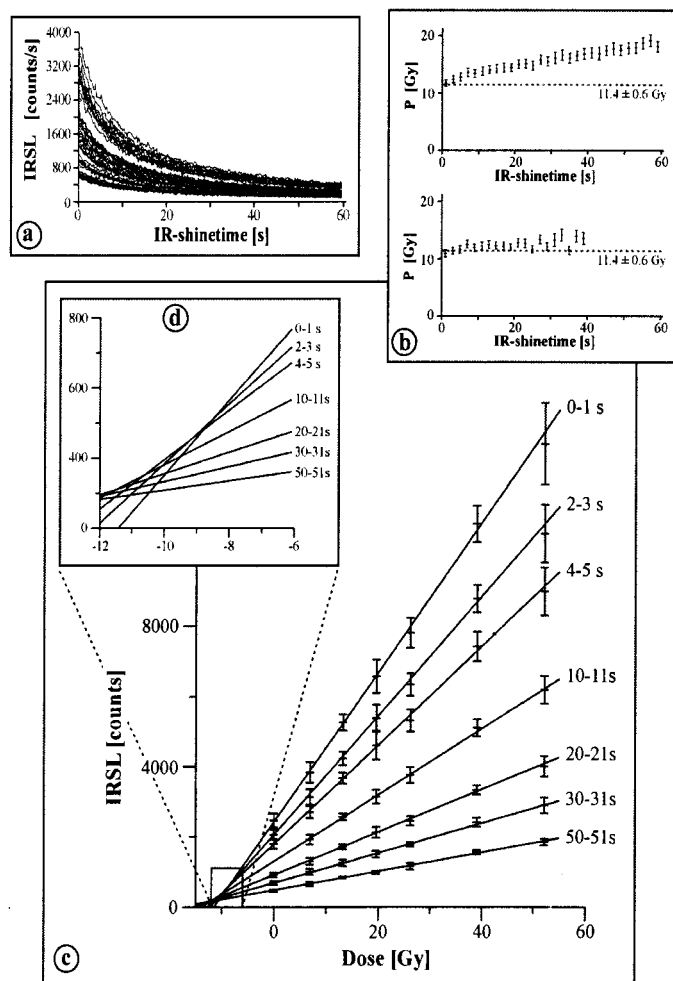 4000
3200
2400
1600
800
0
0 20 40 60
IRSL [counts/s]
IR-shinetime [s]
a
20
10
0
P [Gy]
11.4 ± 0.6 Gy
0 20 40 60
IR-shinetime [s]
20
10
0
P [Gy]
11.4 ± 0.6 Gy
0 20 40 60
IR-shinetime [s]
b
d
800
600
400
200
0
-12 -10 -8 -6
0-1 s
2-3 s
4-5 s
10-11s
20-21s
30-31s
50-51s
0-1 s
2-3 s
4-5 s
10-11s
20-21s
30-31s
50-51s
8000
4000
0
IRSL [counts]
0 20 40 60
Dose [Gy]
c